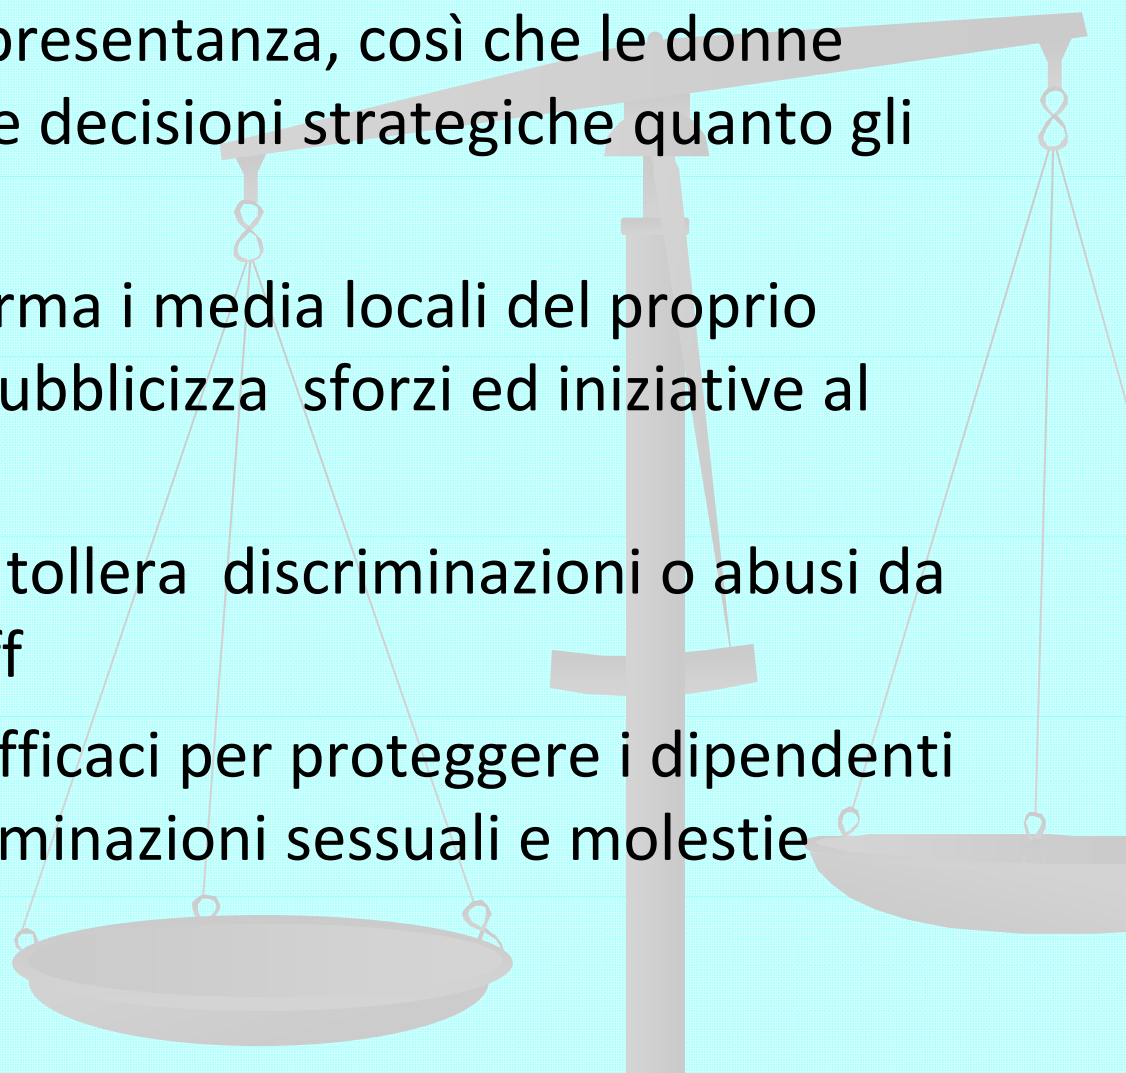 presentanza, così che le donne
e decisioni strategiche quanto gli
rma i media locali del proprio
ubblicizza  sforzi ed iniziative al
tollera  discriminazioni o abusi da
ff
fficaci per proteggere i dipendenti
minazioni sessuali e molestie